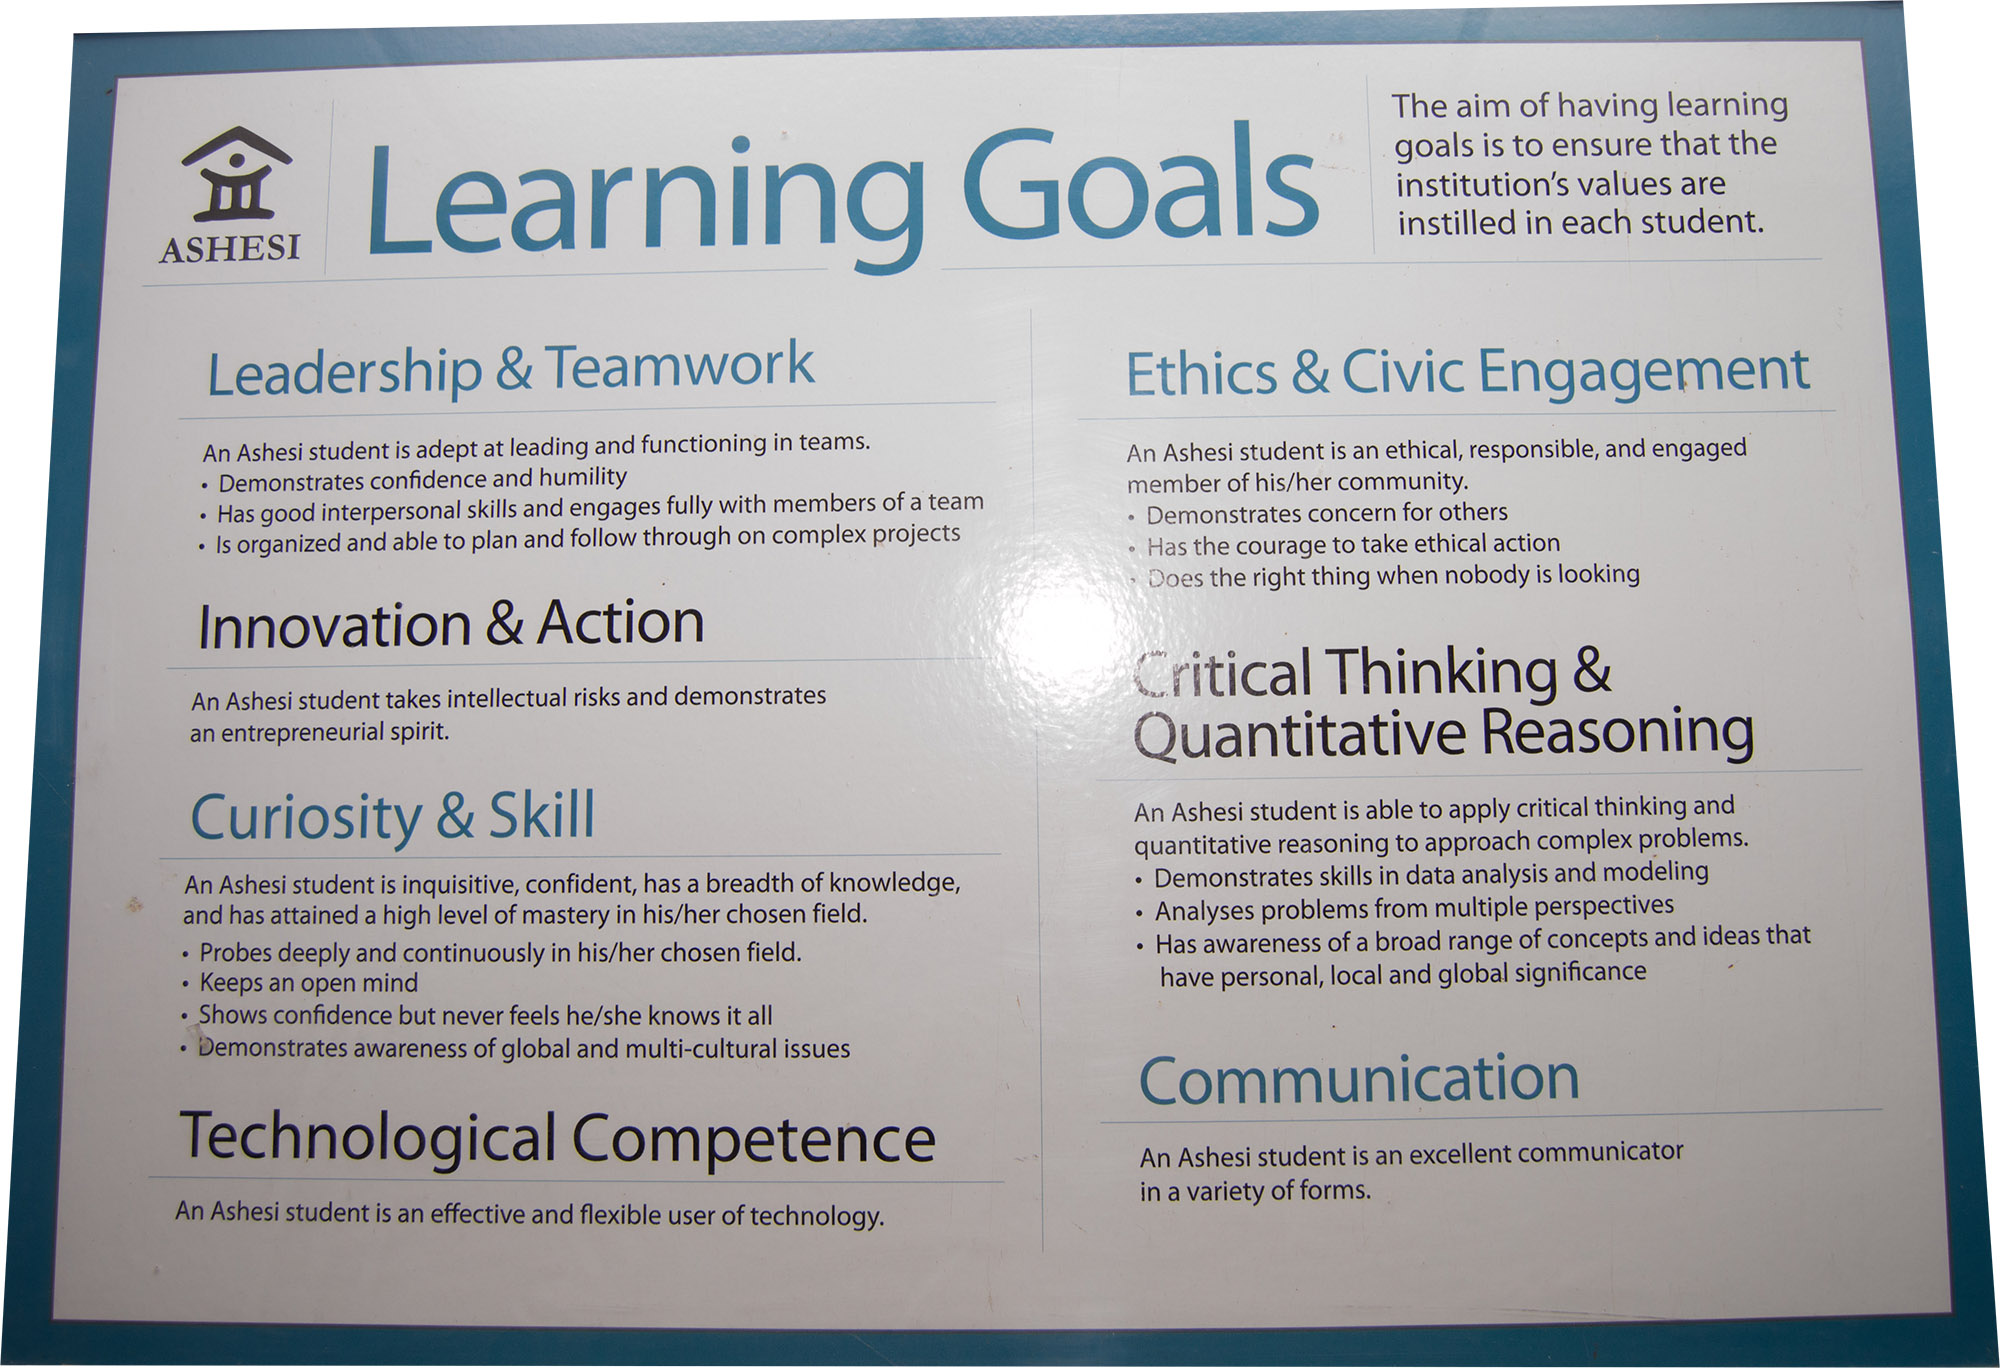 ASHESI
Learning Goals
The aim of having learning
goals is to ensure that the
institution's values are
instilled in each student.
Leadership & Teamwork
An Ashesi student is adept at leading and functioning in teams.
• Demonstrates confidence and humility
• Has good interpersonal skills and engages fully with members of a team
• Is organized and able to plan and follow through on complex projects
Innovation & Action
An Ashesi student takes intellectual risks and demonstrates
an entrepreneurial spirit.
Curiosity & Skill
An Ashesi student is inquisitive, confident, has a breadth of knowledge,
and has attained a high level of mastery in his/her chosen field.
• Probes deeply and continuously in his/her chosen field.
• Keeps an open mind
• Shows confidence but never feels he/she knows it all
• Demonstrates awareness of global and multi-cultural issues
Technological Competence
An Ashesi student is an effective and flexible user of technology.
Ethics & Civic Engagement
An Ashesi student is an ethical, responsible, and engaged
member of his/her community.
• Demonstrates concern for others
• Has the courage to take ethical action
• Does the right thing when nobody is looking
Critical Thinking &
Quantitative Reasoning
An Ashesi student is able to apply critical thinking and
quantitative reasoning to approach complex problems.
• Demonstrates skills in data analysis and modeling
• Analyses problems from multiple perspectives
• Has awareness of a broad range of concepts and ideas that
have personal, local and global significance
Communication
An Ashesi student is an excellent communicator
in a variety of forms.